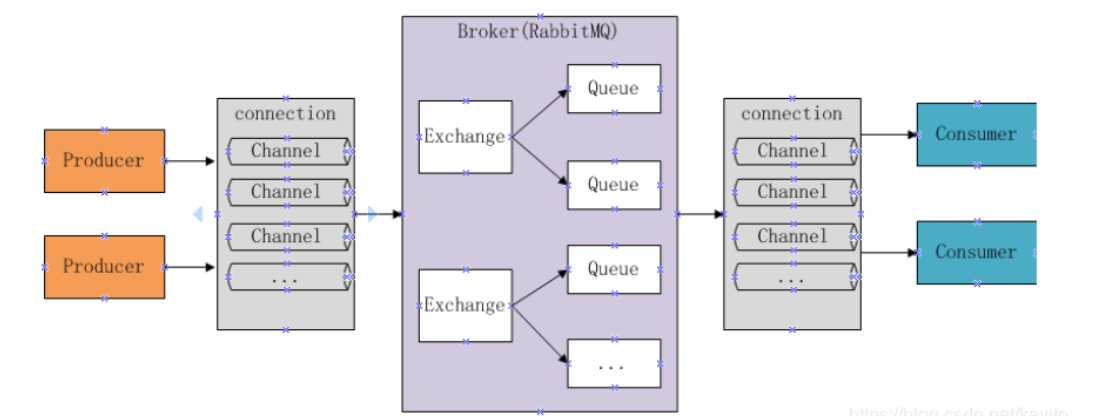 Broker(RabbitMQ)
Producer
Producer
connection
Channel
Channel
Channel
...
Exchange
Queue
Queue
Exchange
Queue
...
connection
Channel
Channel
Channel
...
Consumer
Consumer
https://blog.csdn.net/kavito